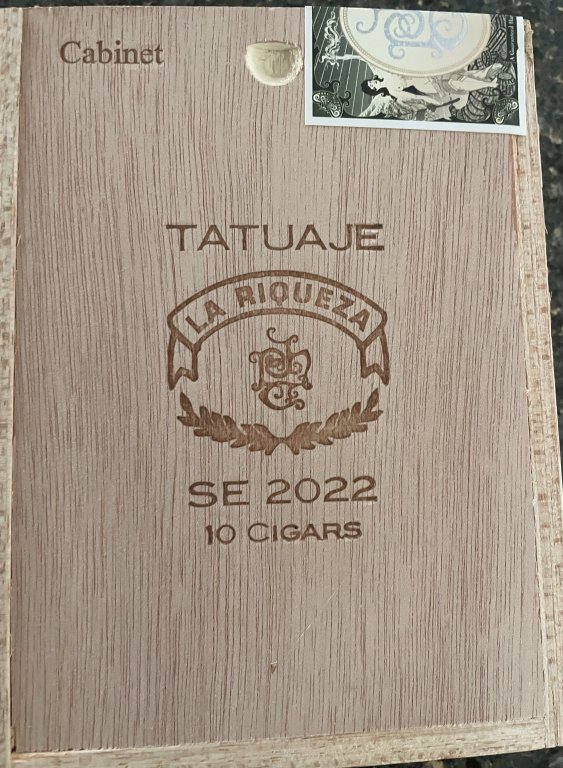 Cabinet
TATUAJE
LA RIQUEZA
SE 2022
10 CIGARS